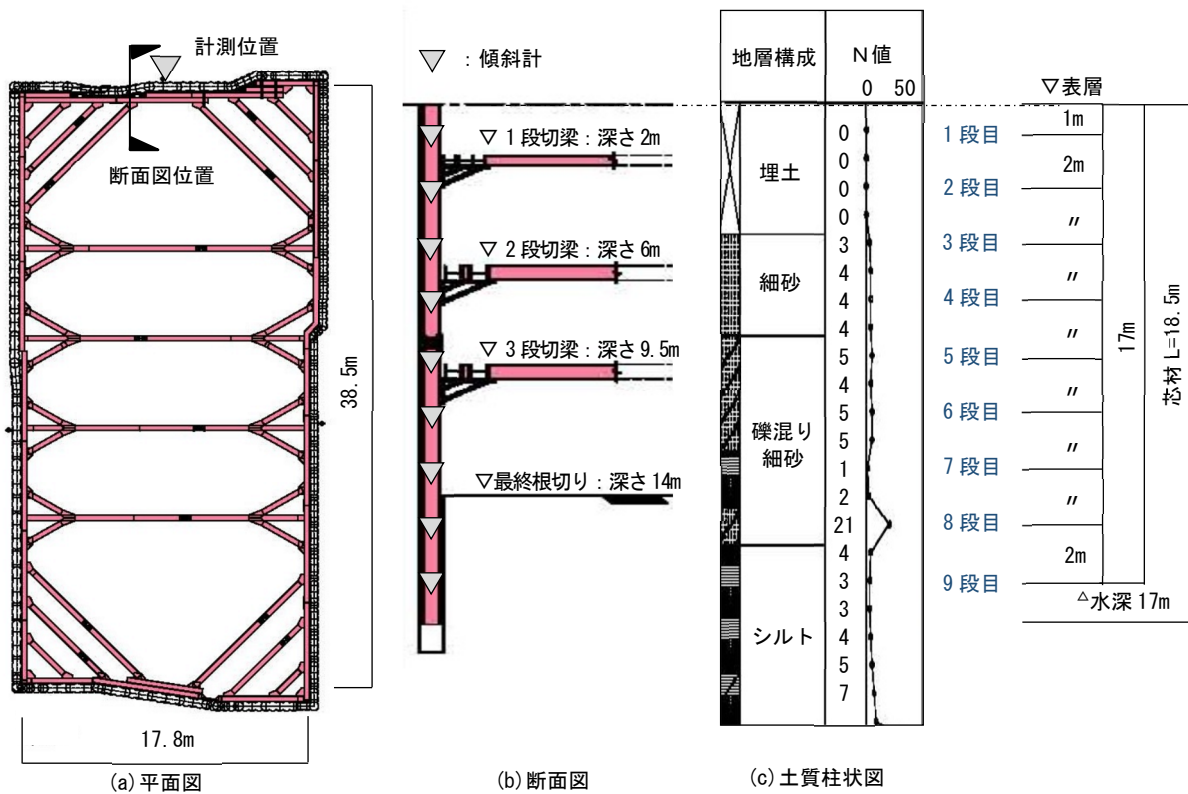 計測位置
断面図位置
38.5m
17.8m
(a)平面図
▽:傾斜計
▽1段切梁:深さ2m
▽2段切梁:深さ6m
▽3段切梁:深さ9.5m
▽最終根切り:深さ14m
(b)断面図
地層構成
N値
0 50
埋土
細砂
礫混り
細砂
シルト
0
0
0
0
3
4
4
4
5
4
5
5
1
2
21
4
3
3
4
5
7
(c)土質柱状図
▽表層
1段目
2段目
3段目
4段目
5段目
6段目
7段目
8段目
9段目
1m
2m
〃
〃
〃
〃
〃
〃
2m
17m
△水深17m
芯材 L=18.5m